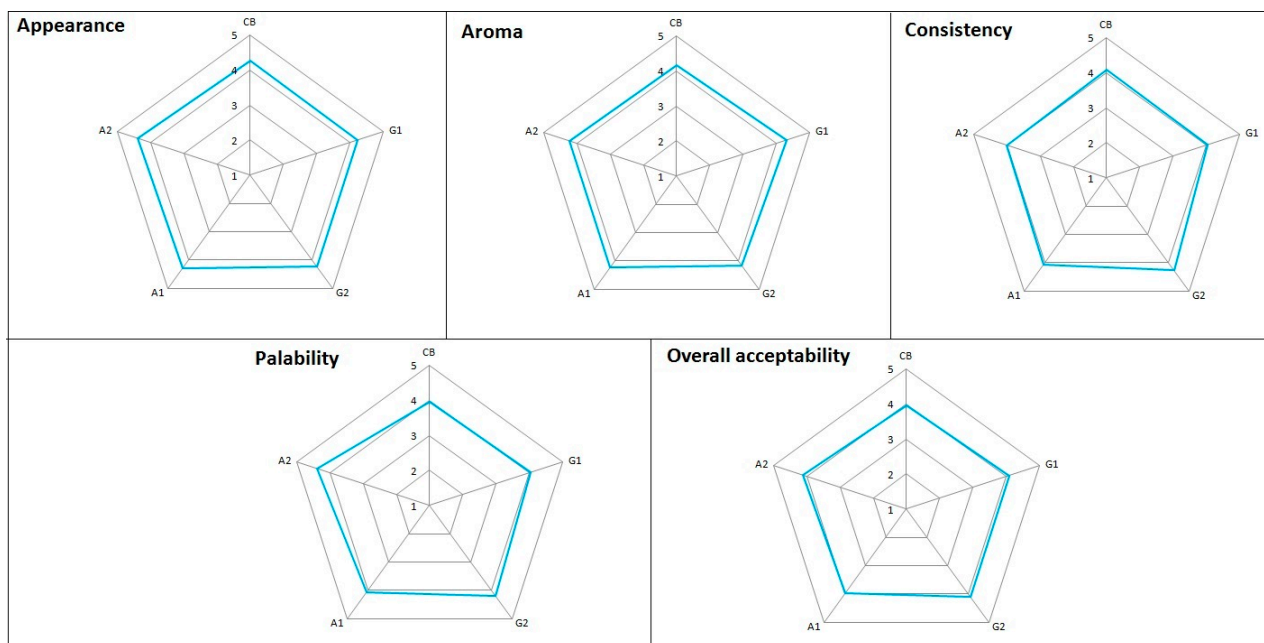 Appearance
CB
5
4
3
2
1
A2
G1
A1
G2
Aroma
CB
5
4
3
2
1
A2
G1
A1
G2
Consistency
CB
5
4
3
2
1
A2
G1
A1
G2
Palability
CB
5
4
3
2
1
A2
G1
A1
G2
Overall acceptability
CB
5
4
3
2
1
A2
G1
A1
G2